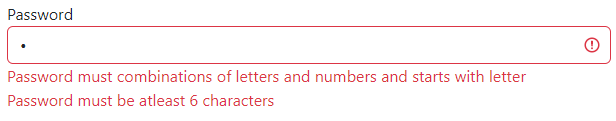 Password
•
Password must combinations of letters and numbers and starts with letter
Password must be atleast 6 characters